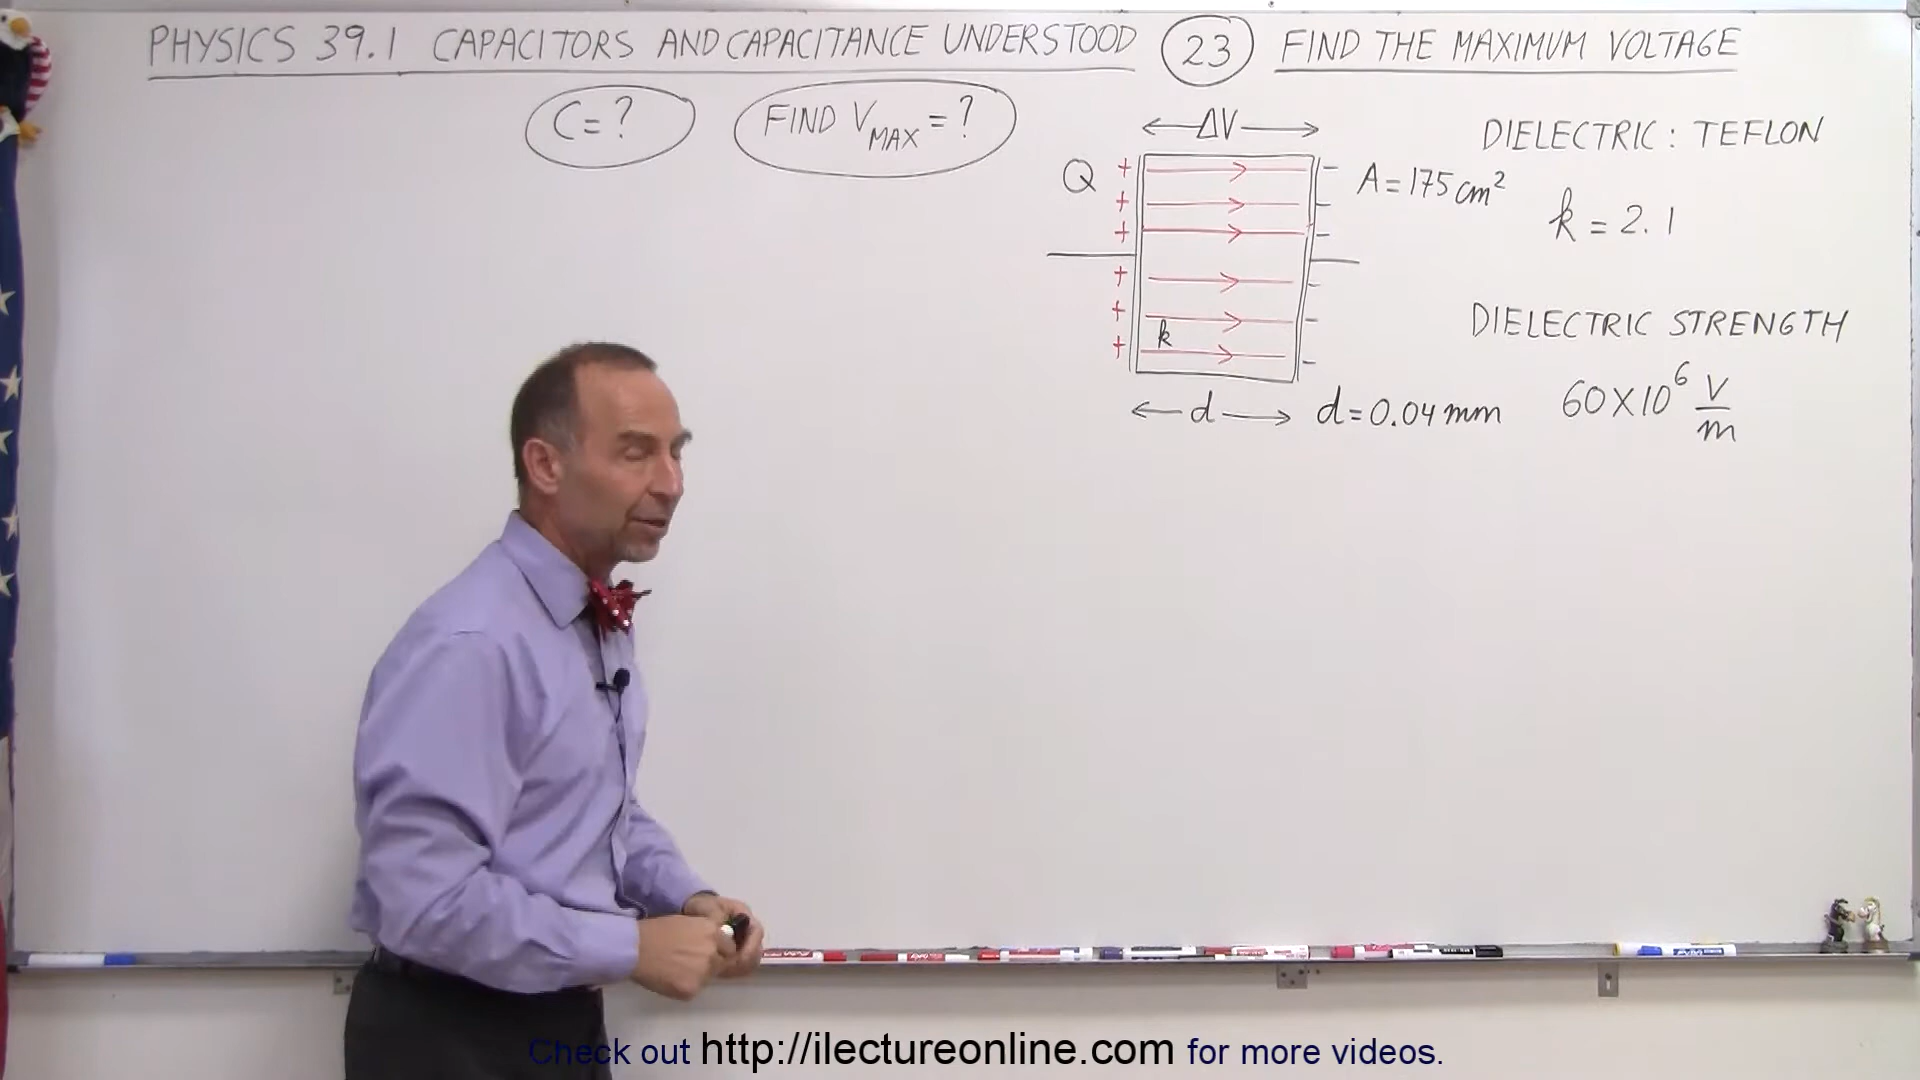 PHYSICS 39.1 CAPACITORS AND CAPACITANCE UNDERSTOOD 23 FIND THE MAXIMUM VOLTAGE
C = ?
FIND VMAX = ?
ΔV
DIELECTRIC: TEFLON
Q
+ −
A = 175 cm²
+ −
k = 2.1
+ −
+ −
+ −
k
+ −
DIELECTRIC STRENGTH
60 X 10⁶ V/m
d
d = 0.04 mm
Check out http://ilectureonline.com for more videos.